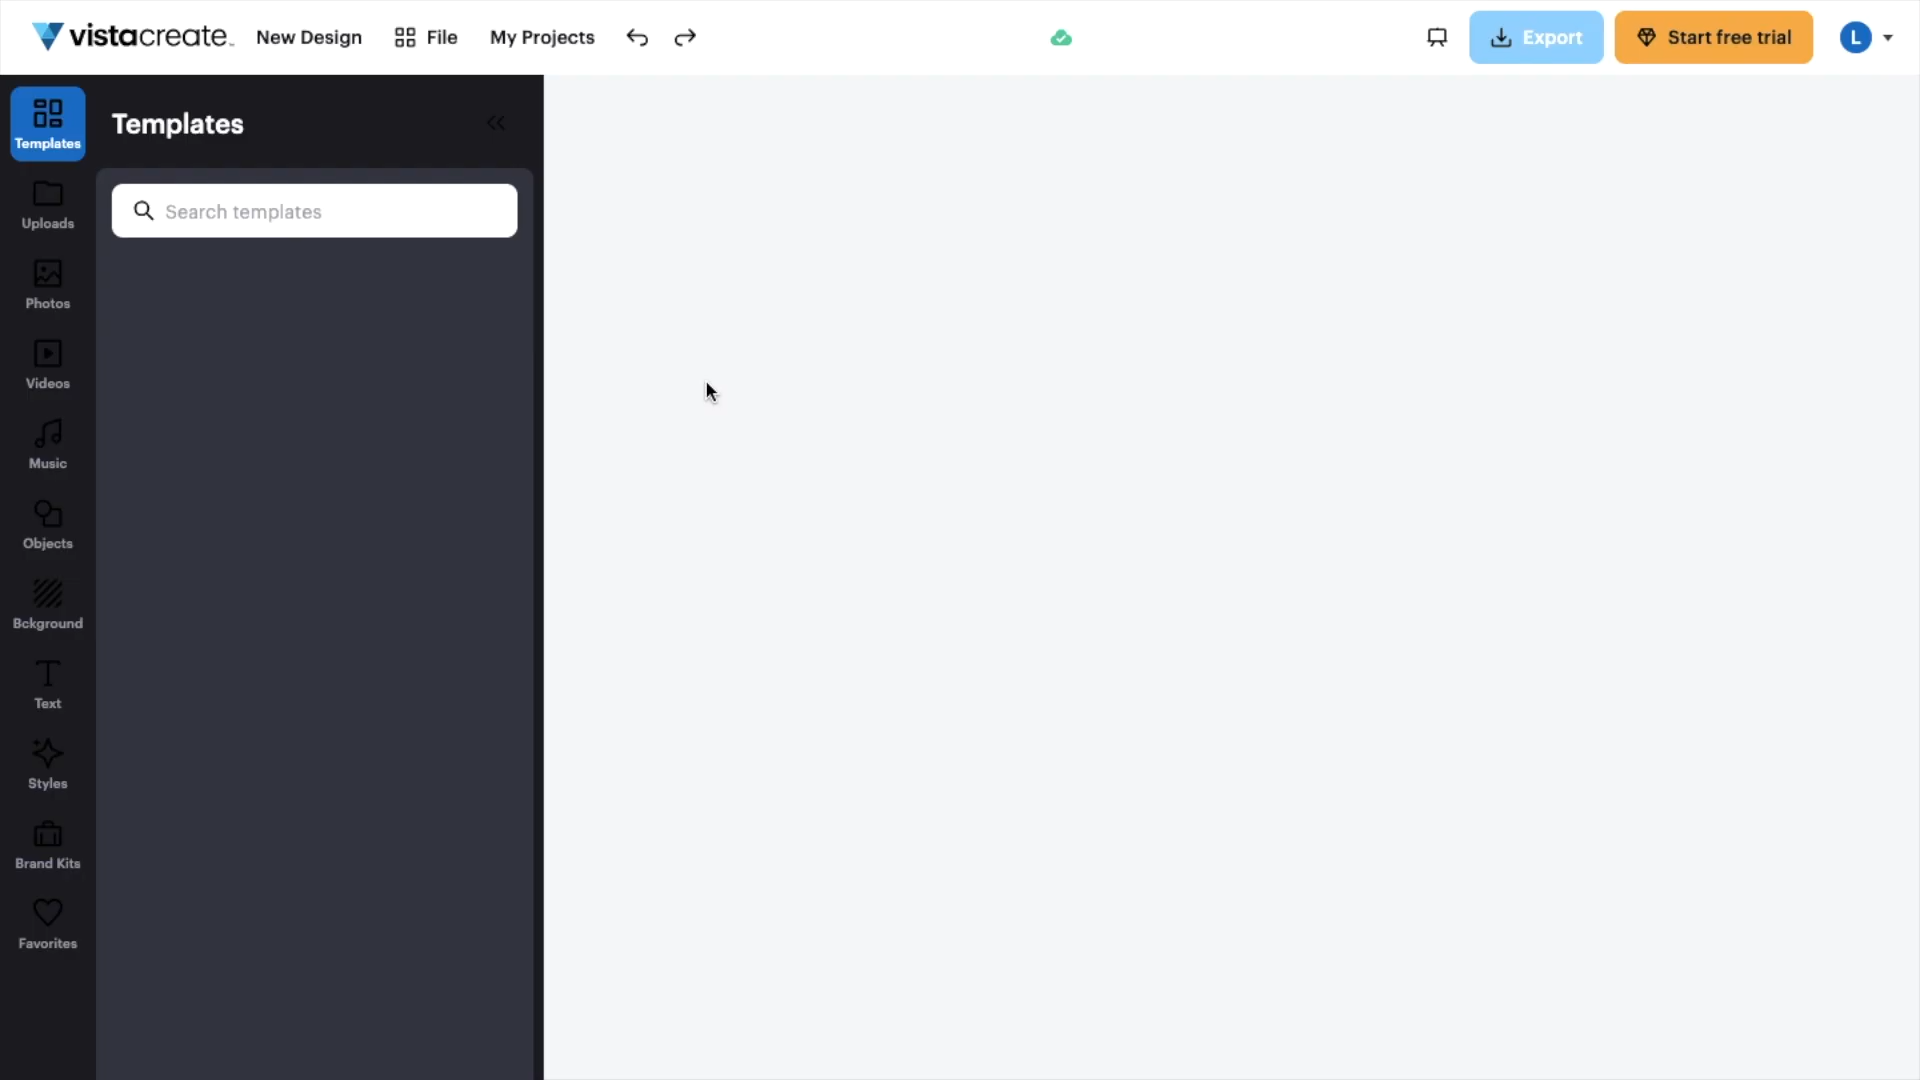 vistacreate
New Design
File
My Projects
Export
Start free trial
L
Templates
Templates
Search templates
Uploads
Photos
Videos
Music
Objects
Bckground
Text
Styles
Brand Kits
Favorites